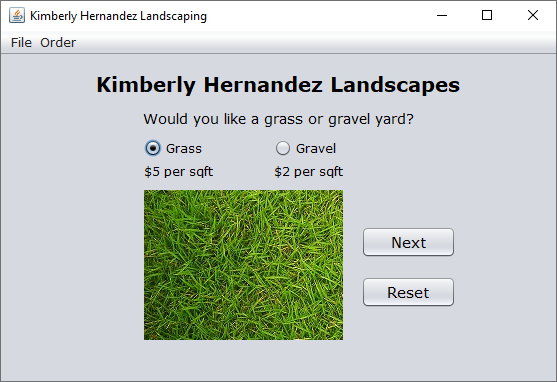 Kimberly Hernandez Landscaping
File Order
Kimberly Hernandez Landscapes
Would you like a grass or gravel yard?
Grass Gravel
$5 per sqft $2 per sqft
Next
Reset